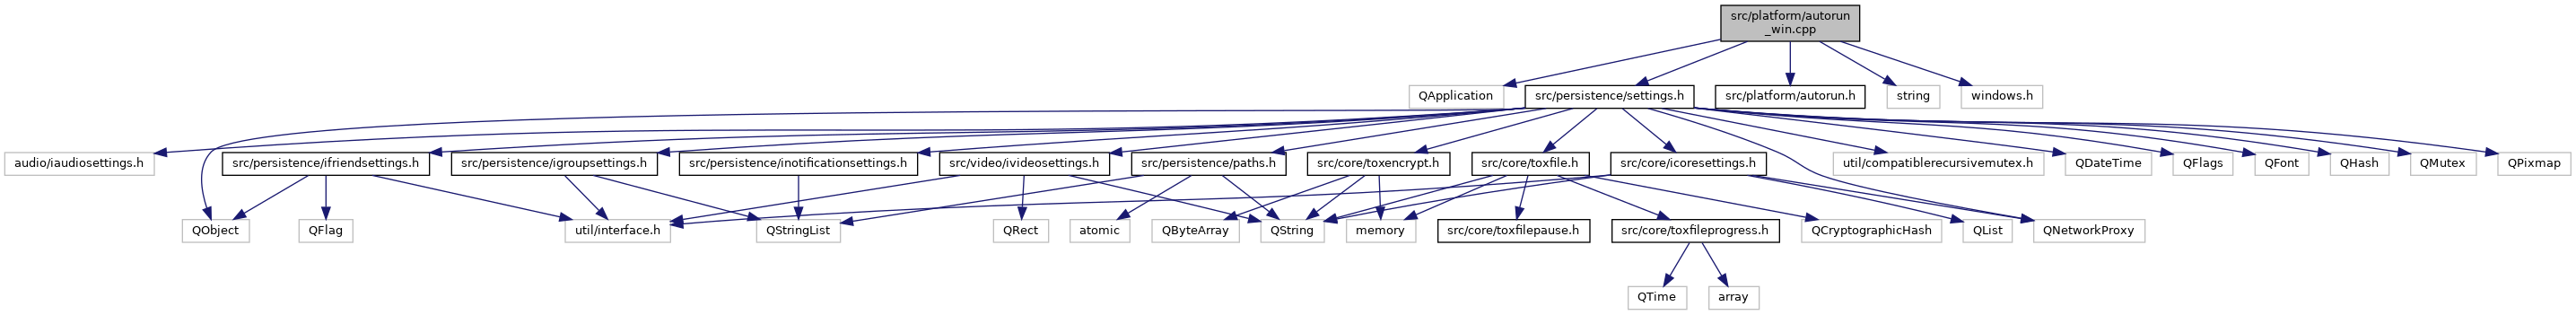 src/platform/autorun
_win.cpp
QApplication
src/persistence/settings.h
src/platform/autorun.h
string
windows.h
audio/iaudiosettings.h
src/persistence/ifriendsettings.h
src/persistence/igroupsettings.h
src/persistence/inotificationsettings.h
src/video/ivideosettings.h
src/persistence/paths.h
src/core/toxencrypt.h
src/core/toxfile.h
src/core/icoresettings.h
util/compatiblerecursivemutex.h
QDateTime
QFlags
QFont
QHash
QMutex
QPixmap
QObject
QFlag
util/interface.h
QStringList
QRect
atomic
QByteArray
QString
memory
src/core/toxfilepause.h
src/core/toxfileprogress.h
QCryptographicHash
QList
QNetworkProxy
QTime
array